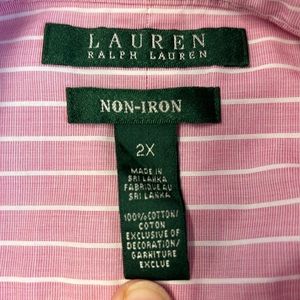 LAUREN
RALPH LAUREN
NON-IRON
2X
MADE IN
SRI LANKA
FABRIQUÉ AU
SRI LANKA
100% COTTON/
COTON
EXCLUSIVE OF
DECORATION/
GARNITURE
EXCLUE